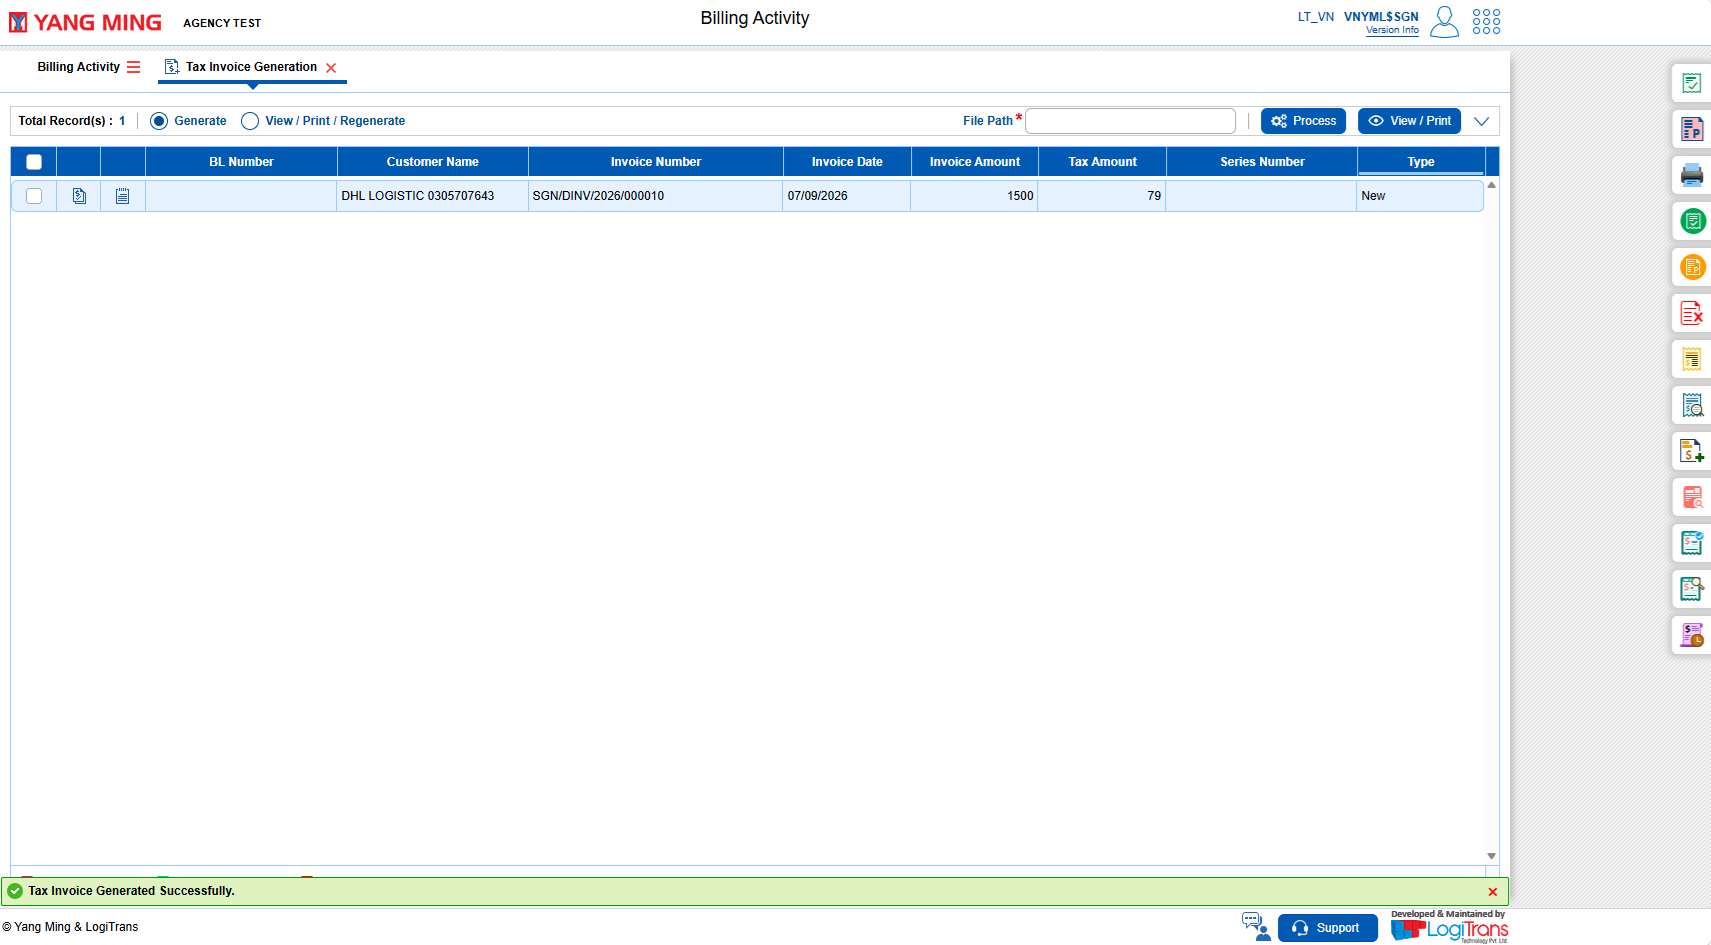 YANG MING
AGENCY TEST
Billing Activity
LT_VN VNYML$SGN
Version Info
Billing Activity
Tax Invoice Generation
Total Record(s) : 1
Generate
View / Print / Regenerate
File Path*
Process
View / Print
BL Number Customer Name Invoice Number Invoice Date Invoice Amount Tax Amount Series Number Type
DHL LOGISTIC 0305707643 SGN/DINV/2026/000010 07/09/2026 1500 79 New
Tax Invoice Generated Successfully.
© Yang Ming & LogiTrans
Support
Developed & Maintained by
LogiTrans
Technology Pvt. Ltd.